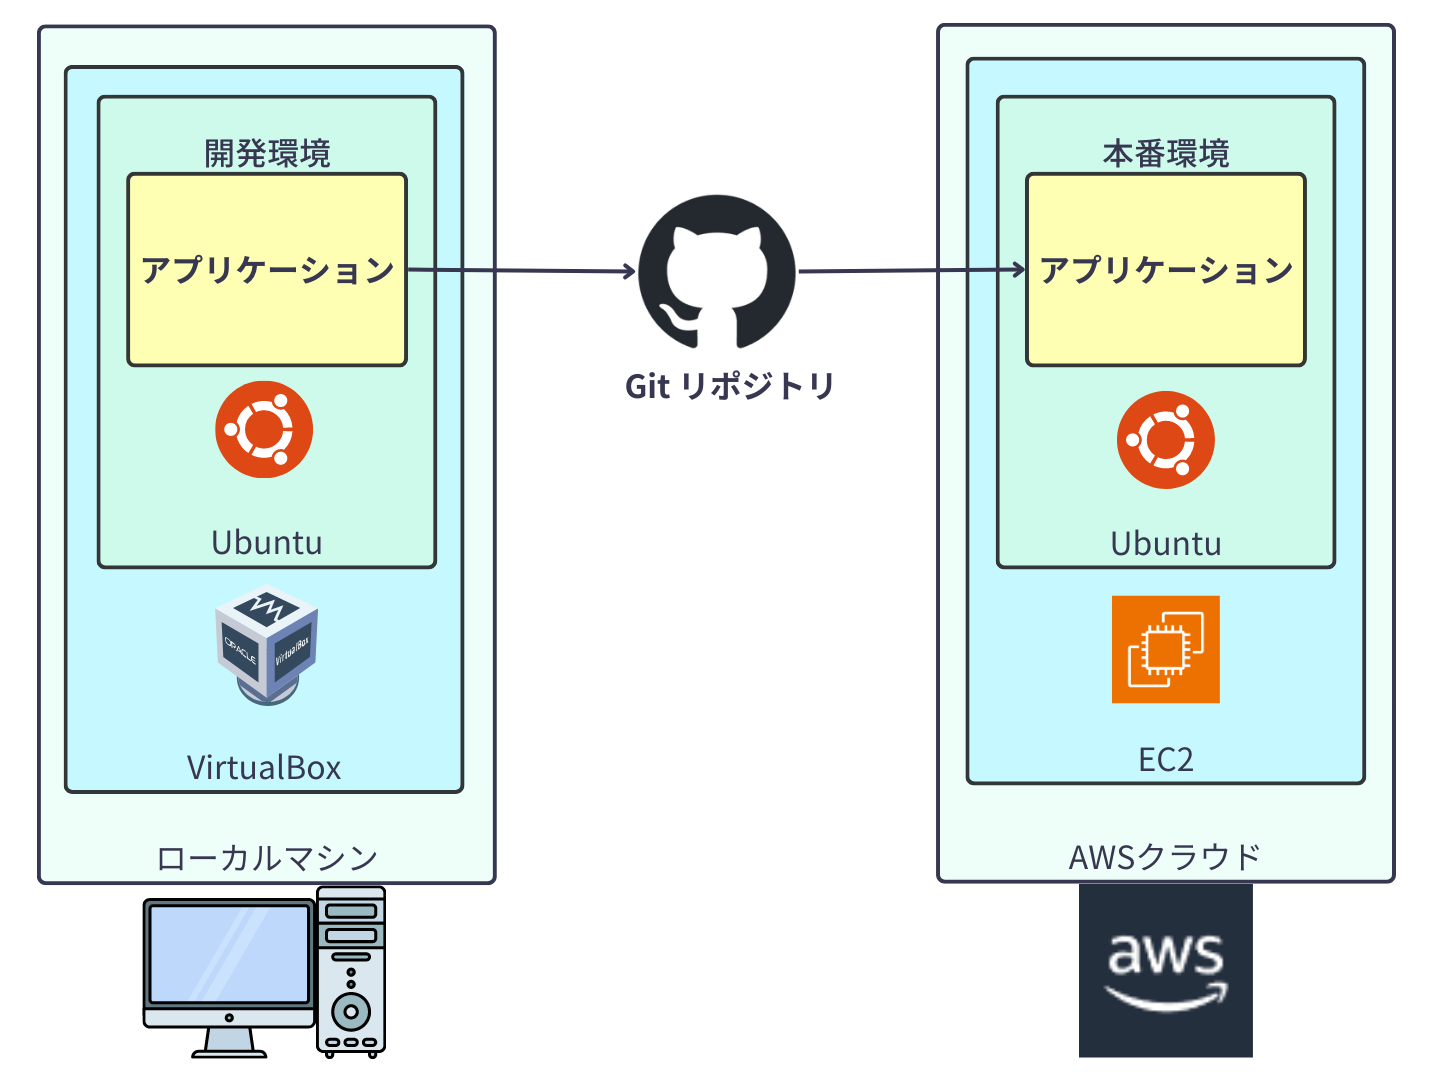 開発環境
アプリケーション
Ubuntu
ORACLE
VirtualBox
VirtualBox
ローカルマシン
Git リポジトリ
本番環境
アプリケーション
Ubuntu
EC2
AWSクラウド
aws